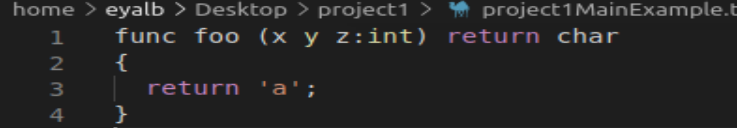 home > eyalb > Desktop > project1 > project1MainExample.t
1 func foo (x y z:int) return char
2 {
3 return 'a';
4 }